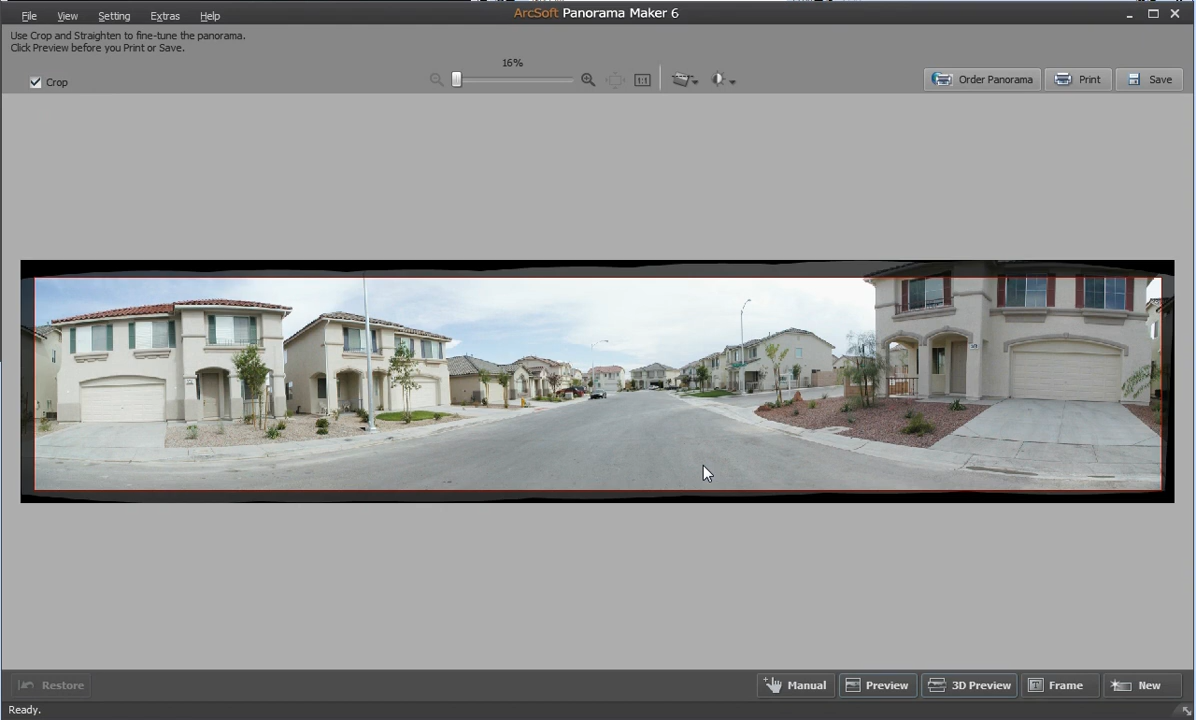 ArcSoft Panorama Maker 6
File View Setting Extras Help
Use Crop and Straighten to fine-tune the panorama.
Click Preview before you Print or Save.
16%
Crop
1:1
Order Panorama
Print
Save
Restore
Manual
Preview
3D Preview
Frame
New
Ready.